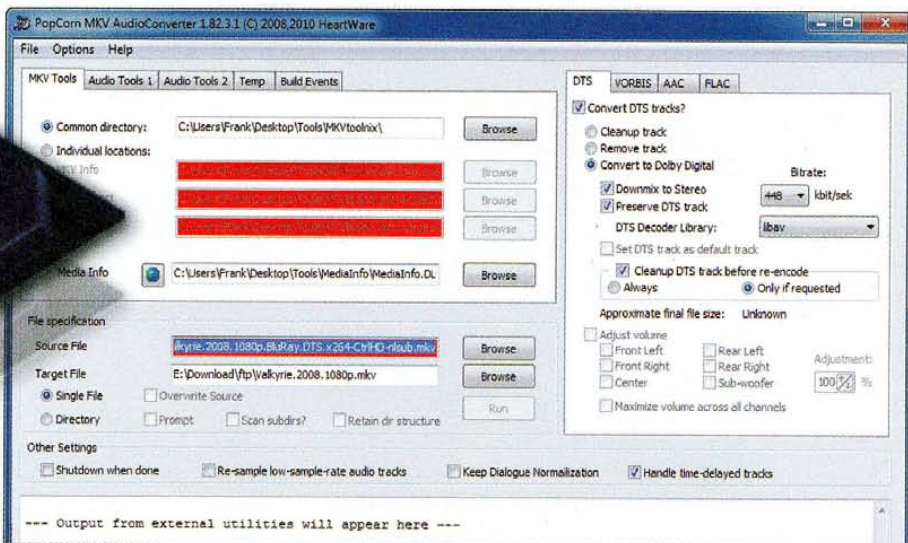 PopCorn MKV AudioConverter 1.82.3.1 (C) 2008,2010 HeartWare
File Options Help
MKV Tools Audio Tools 1 Audio Tools 2 Temp Build Events
Common directory: C:\Users\Frank\Desktop\Tools\MKVtoolnix\ Browse
Individual locations:
MKV Info Browse
Browse
Browse
Media Info C:\Users\Frank\Desktop\Tools\MediaInfo\MediaInfo.DL Browse
File specification
Source File lkyrie.2008.1080p.BluRay.DTS.x264-CtrlHD-nlsub.mkv Browse
Target File E:\Download\ftp\Valkyrie.2008.1080p.mkv Browse
Single File Overwrite Source Run
Directory Prompt Scan subdirs? Retain dir structure
DTS VORBIS AAC FLAC
Convert DTS tracks?
Cleanup track
Remove track
Convert to Dolby Digital Bitrate:
Downmix to Stereo 448 kbit/sek
Preserve DTS track
DTS Decoder Library: libav
Set DTS track as default track
Cleanup DTS track before re-encode
Always Only if requested
Approximate final file size: Unknown
Adjust volume
Front Left Rear Left Adjustment:
Front Right Rear Right
Center Sub-woofer 100 %
Maximize volume across all channels
Other Settings
Shutdown when done Re-sample low-sample-rate audio tracks Keep Dialogue Normailization Handle time-delayed tracks
--- Output from external utilities will appear here ---